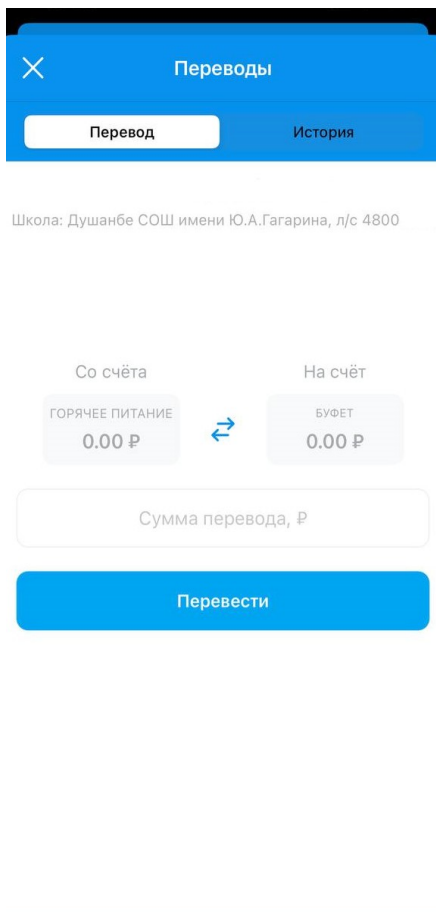 Переводы
Перевод
История
Школа: Душанбе СОШ имени Ю.А.Гагарина, л/с 4800
Со счёта
На счёт
ГОРЯЧЕЕ ПИТАНИЕ
БУФЕТ
0.00 ₽
0.00 ₽
Сумма перевода, ₽
Перевести